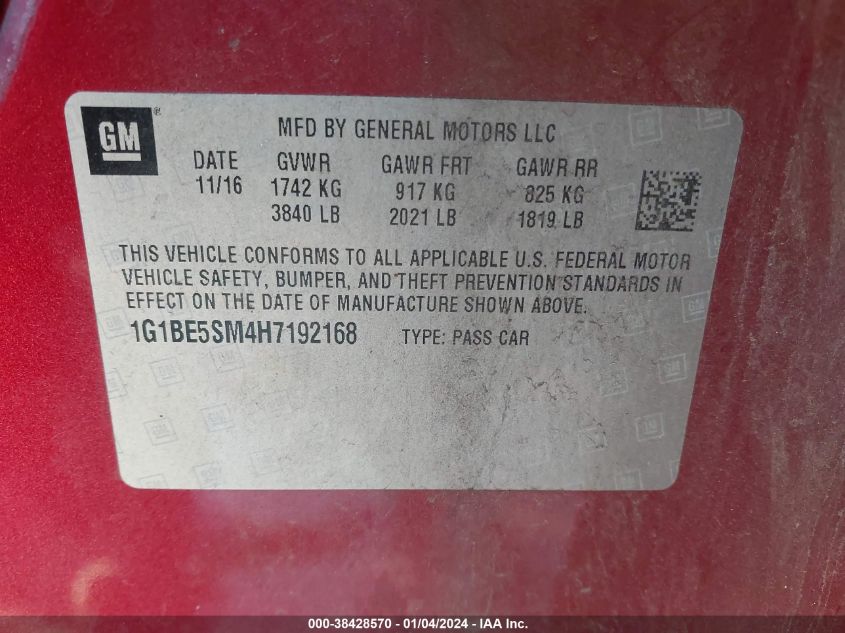 GM®
MFD BY GENERAL MOTORS LLC
DATE GVWR GAWR FRT GAWR RR
11/16 1742 KG 917 KG 825 KG
3840 LB 2021 LB 1819 LB
THIS VEHICLE CONFORMS TO ALL APPLICABLE U.S. FEDERAL MOTOR
VEHICLE SAFETY, BUMPER, AND THEFT PREVENTION STANDARDS IN
EFFECT ON THE DATE OF MANUFACTURE SHOWN ABOVE.
1G1BE5SM4H7192168 TYPE: PASS CAR
000-38428570 - 01/04/2024 - IAA Inc.